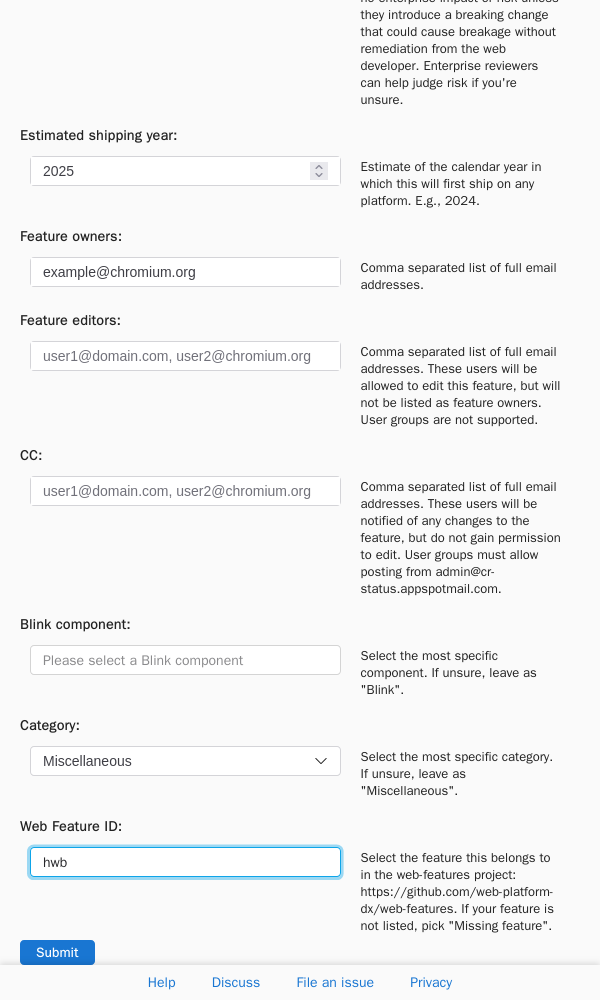 no enterprise impact or risk unless
they introduce a breaking change
that could cause breakage without
remediation from the web
developer. Enterprise reviewers
can help judge risk if you're
unsure.
Estimated shipping year:
2025
Estimate of the calendar year in
which this will first ship on any
platform. E.g., 2024.
Feature owners:
example@chromium.org
Comma separated list of full email
addresses.
Feature editors:
user1@domain.com, user2@chromium.org
Comma separated list of full email
addresses. These users will be
allowed to edit this feature, but will
not be listed as feature owners.
User groups are not supported.
CC:
user1@domain.com, user2@chromium.org
Comma separated list of full email
addresses. These users will be
notified of any changes to the
feature, but do not gain permission
to edit. User groups must allow
posting from admin@cr-
status.appspotmail.com.
Blink component:
Please select a Blink component
Select the most specific
component. If unsure, leave as
"Blink".
Category:
Miscellaneous
Select the most specific category.
If unsure, leave as
"Miscellaneous".
Web Feature ID:
hwb
Select the feature this belongs to
in the web-features project:
https://github.com/web-platform-
dx/web-features. If your feature is
not listed, pick "Missing feature".
Submit
Help Discuss File an issue Privacy